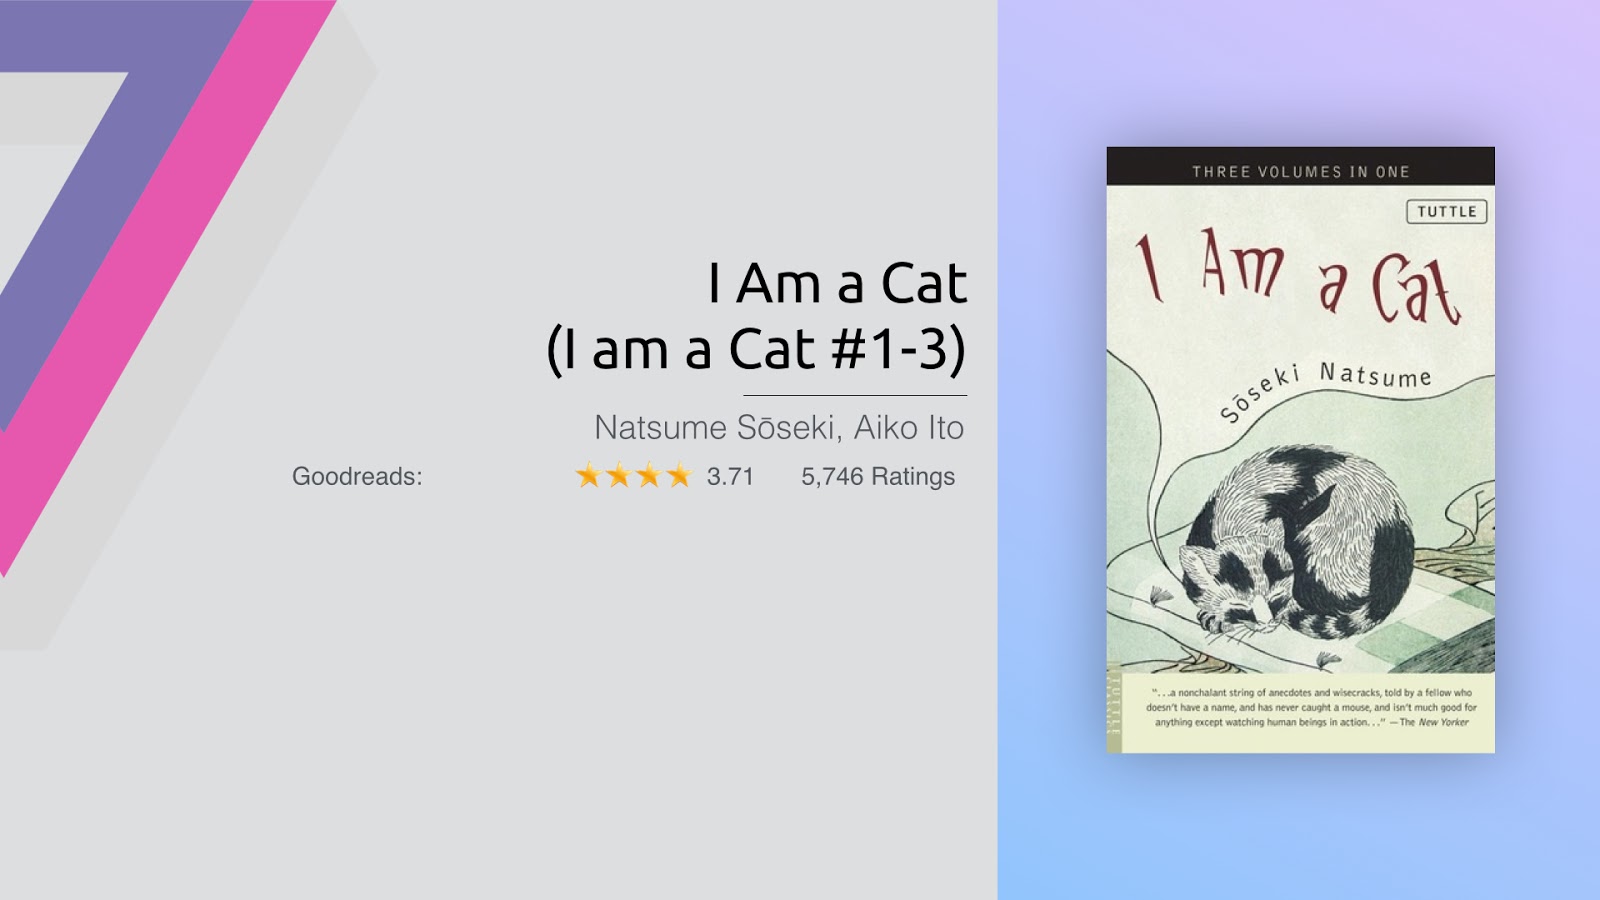 I Am a Cat
(I am a Cat #1-3)
Natsume Sōseki, Aiko Ito
Goodreads: 3.71 5,746 Ratings
THREE VOLUMES IN ONE
TUTTLE
I Am a Cat
Sōseki Natsume
“...a nonchalant string of anecdotes and wisecracks, told by a fellow who
doesn’t have a name, and has never caught a mouse, and isn’t much good for
anything except watching human beings in action...” —The New Yorker